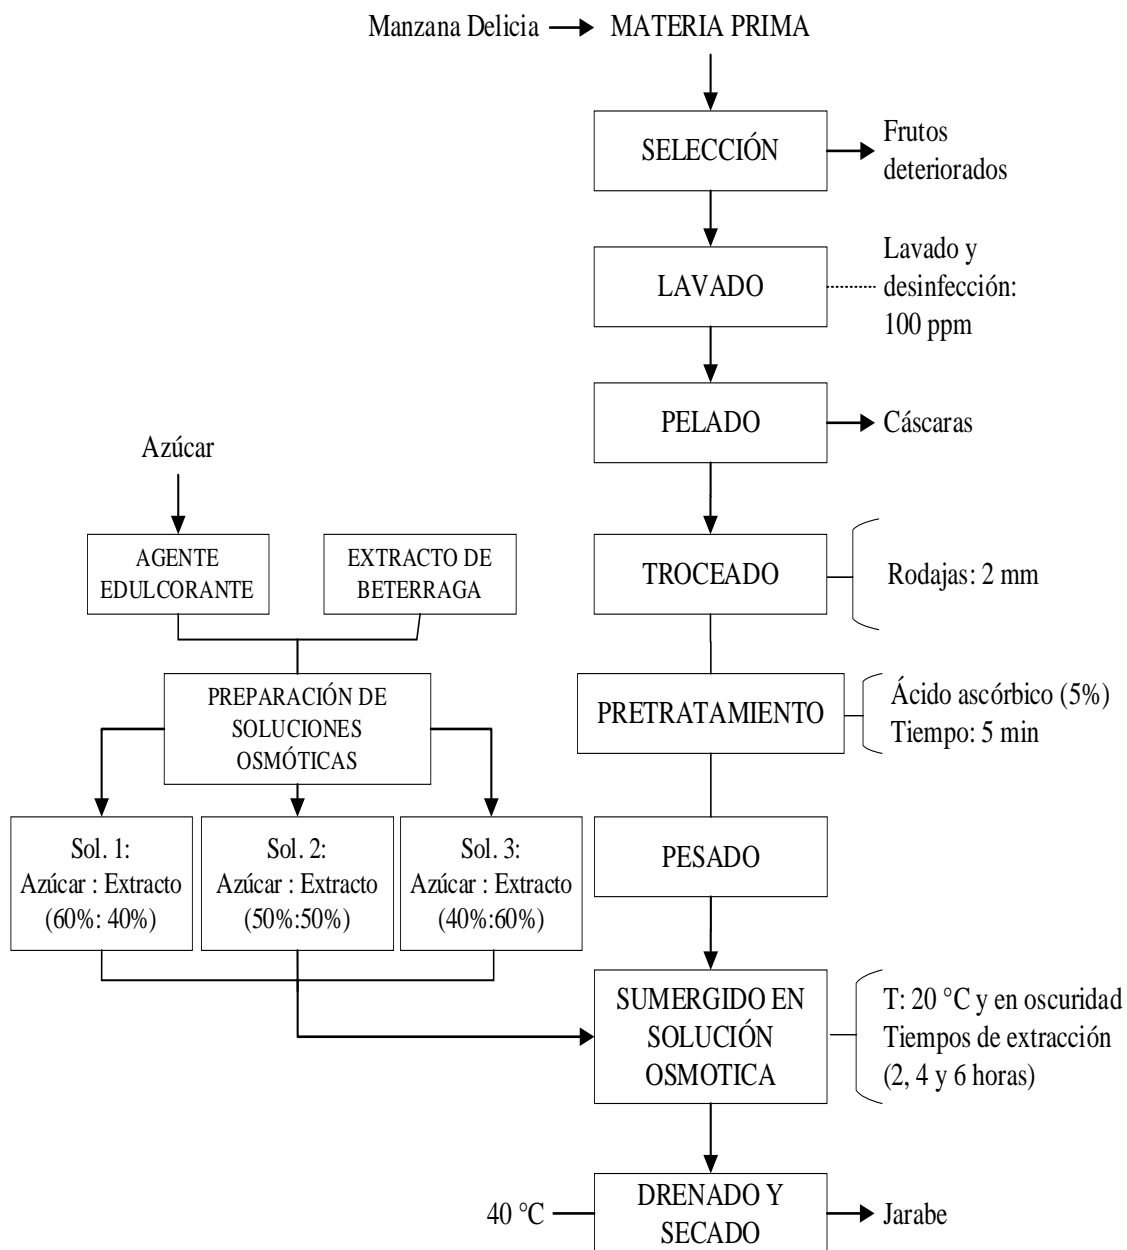 Manzana Delicia
MATERIA PRIMA
SELECCIÓN
Frutos
deteriorados
LAVADO
Lavado y
desinfección:
100 ppm
PELADO
Cáscaras
Azúcar
AGENTE
EDULCORANTE
EXTRACTO DE
BETERRAGA
TROCEADO
Rodajas: 2 mm
PREPARACIÓN DE
SOLUCIONES
OSMÓTICAS
PRETRATAMIENTO
Ácido ascórbico (5%)
Tiempo: 5 min
Sol. 1:
Azúcar : Extracto
(60%: 40%)
Sol. 2:
Azúcar : Extracto
(50%:50%)
Sol. 3:
Azúcar : Extracto
(40%:60%)
PESADO
SUMERGIDO EN
SOLUCIÓN
OSMOTICA
T: 20 °C y en oscuridad
Tiempos de extracción
(2, 4 y 6 horas)
40 °C
DRENADO Y
SECADO
Jarabe